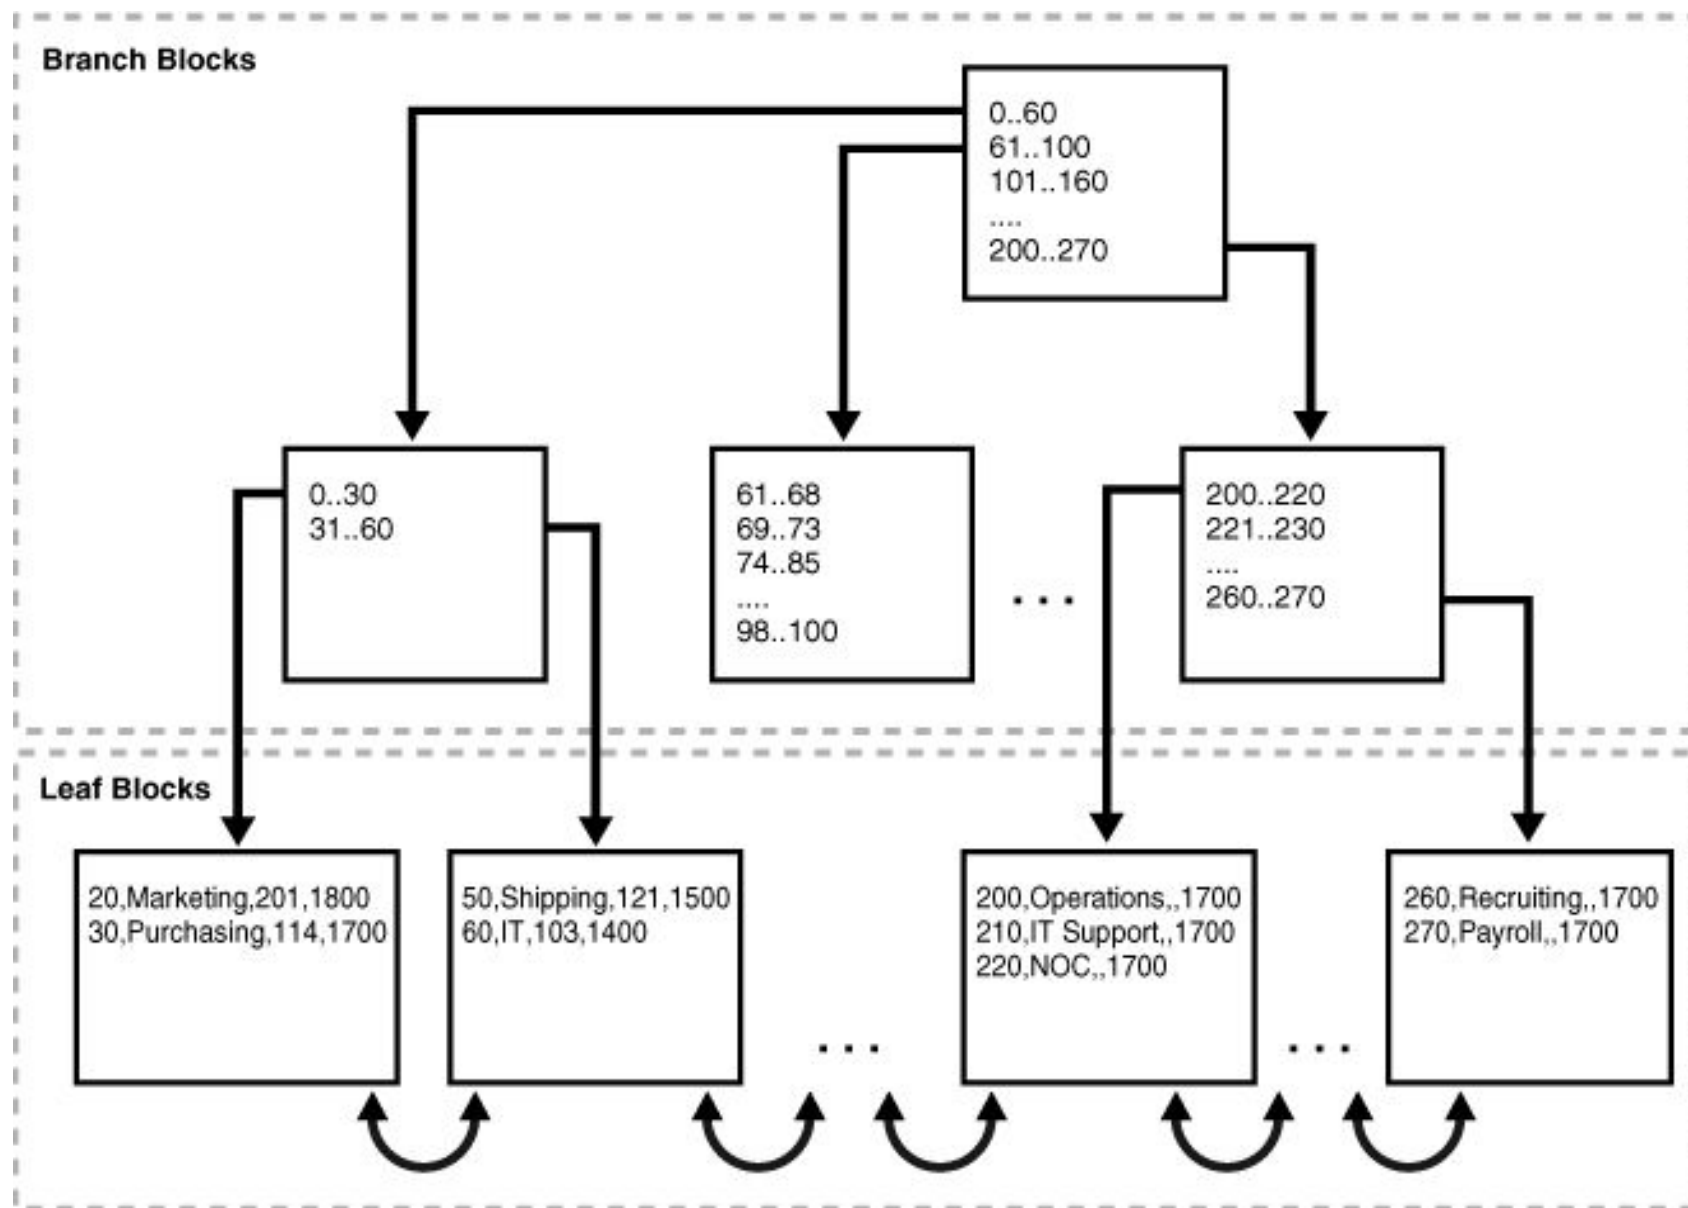 Branch Blocks
0..60
61..100
101..160
....
200..270
0..30
31..60
61..68
69..73
74..85
....
98..100
...
200..220
221..230
....
260..270
Leaf Blocks
20,Marketing,201,1800
30,Purchasing,114,1700
50,Shipping,121,1500
60,IT,103,1400
...
200,Operations,,1700
210,IT Support,,1700
220,NOC,,1700
...
260,Recruiting,,1700
270,Payroll,,1700